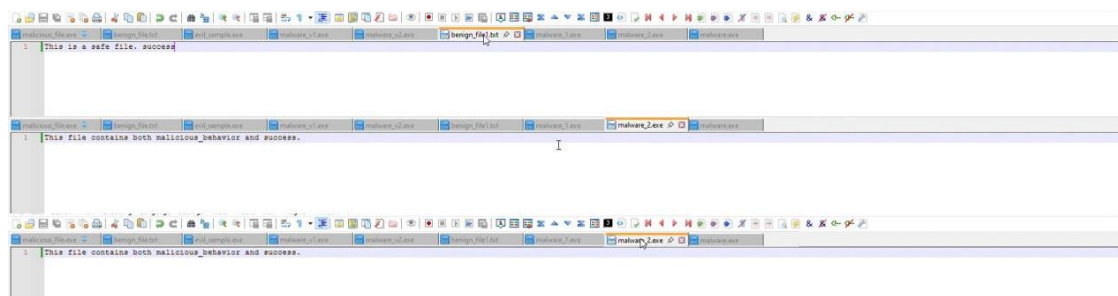 malicious_file.exe benign_file.txt evil_sample.exe malware_v1.exe malware_v2.exe benign_file1.txt malware_1.exe malware_2.exe malware.exe
1 This is a safe file. success
malicious_file.exe benign_file.txt evil_sample.exe malware_v1.exe malware_v2.exe benign_file1.txt malware_1.exe malware_2.exe malware.exe
1 This file contains both malicious_behavior and success.
malicious_file.exe benign_file.txt evil_sample.exe malware_v1.exe malware_v2.exe benign_file1.txt malware_1.exe malware_2.exe malware.exe
1 This file contains both malicious_behavior and success.